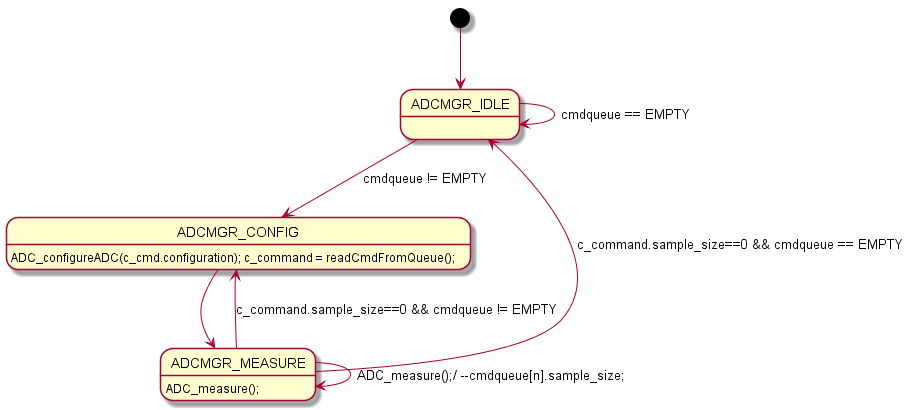 ADCMGR_IDLE
cmdqueue == EMPTY
cmdqueue != EMPTY
ADCMGR_CONFIG
ADC_configureADC(c_cmd.configuration); c_command = readCmdFromQueue();
c_command.sample_size==0 && cmdqueue == EMPTY
c_command.sample_size==0 && cmdqueue != EMPTY
ADCMGR_MEASURE
ADC_measure();
ADC_measure();/ --cmdqueue[n].sample_size;